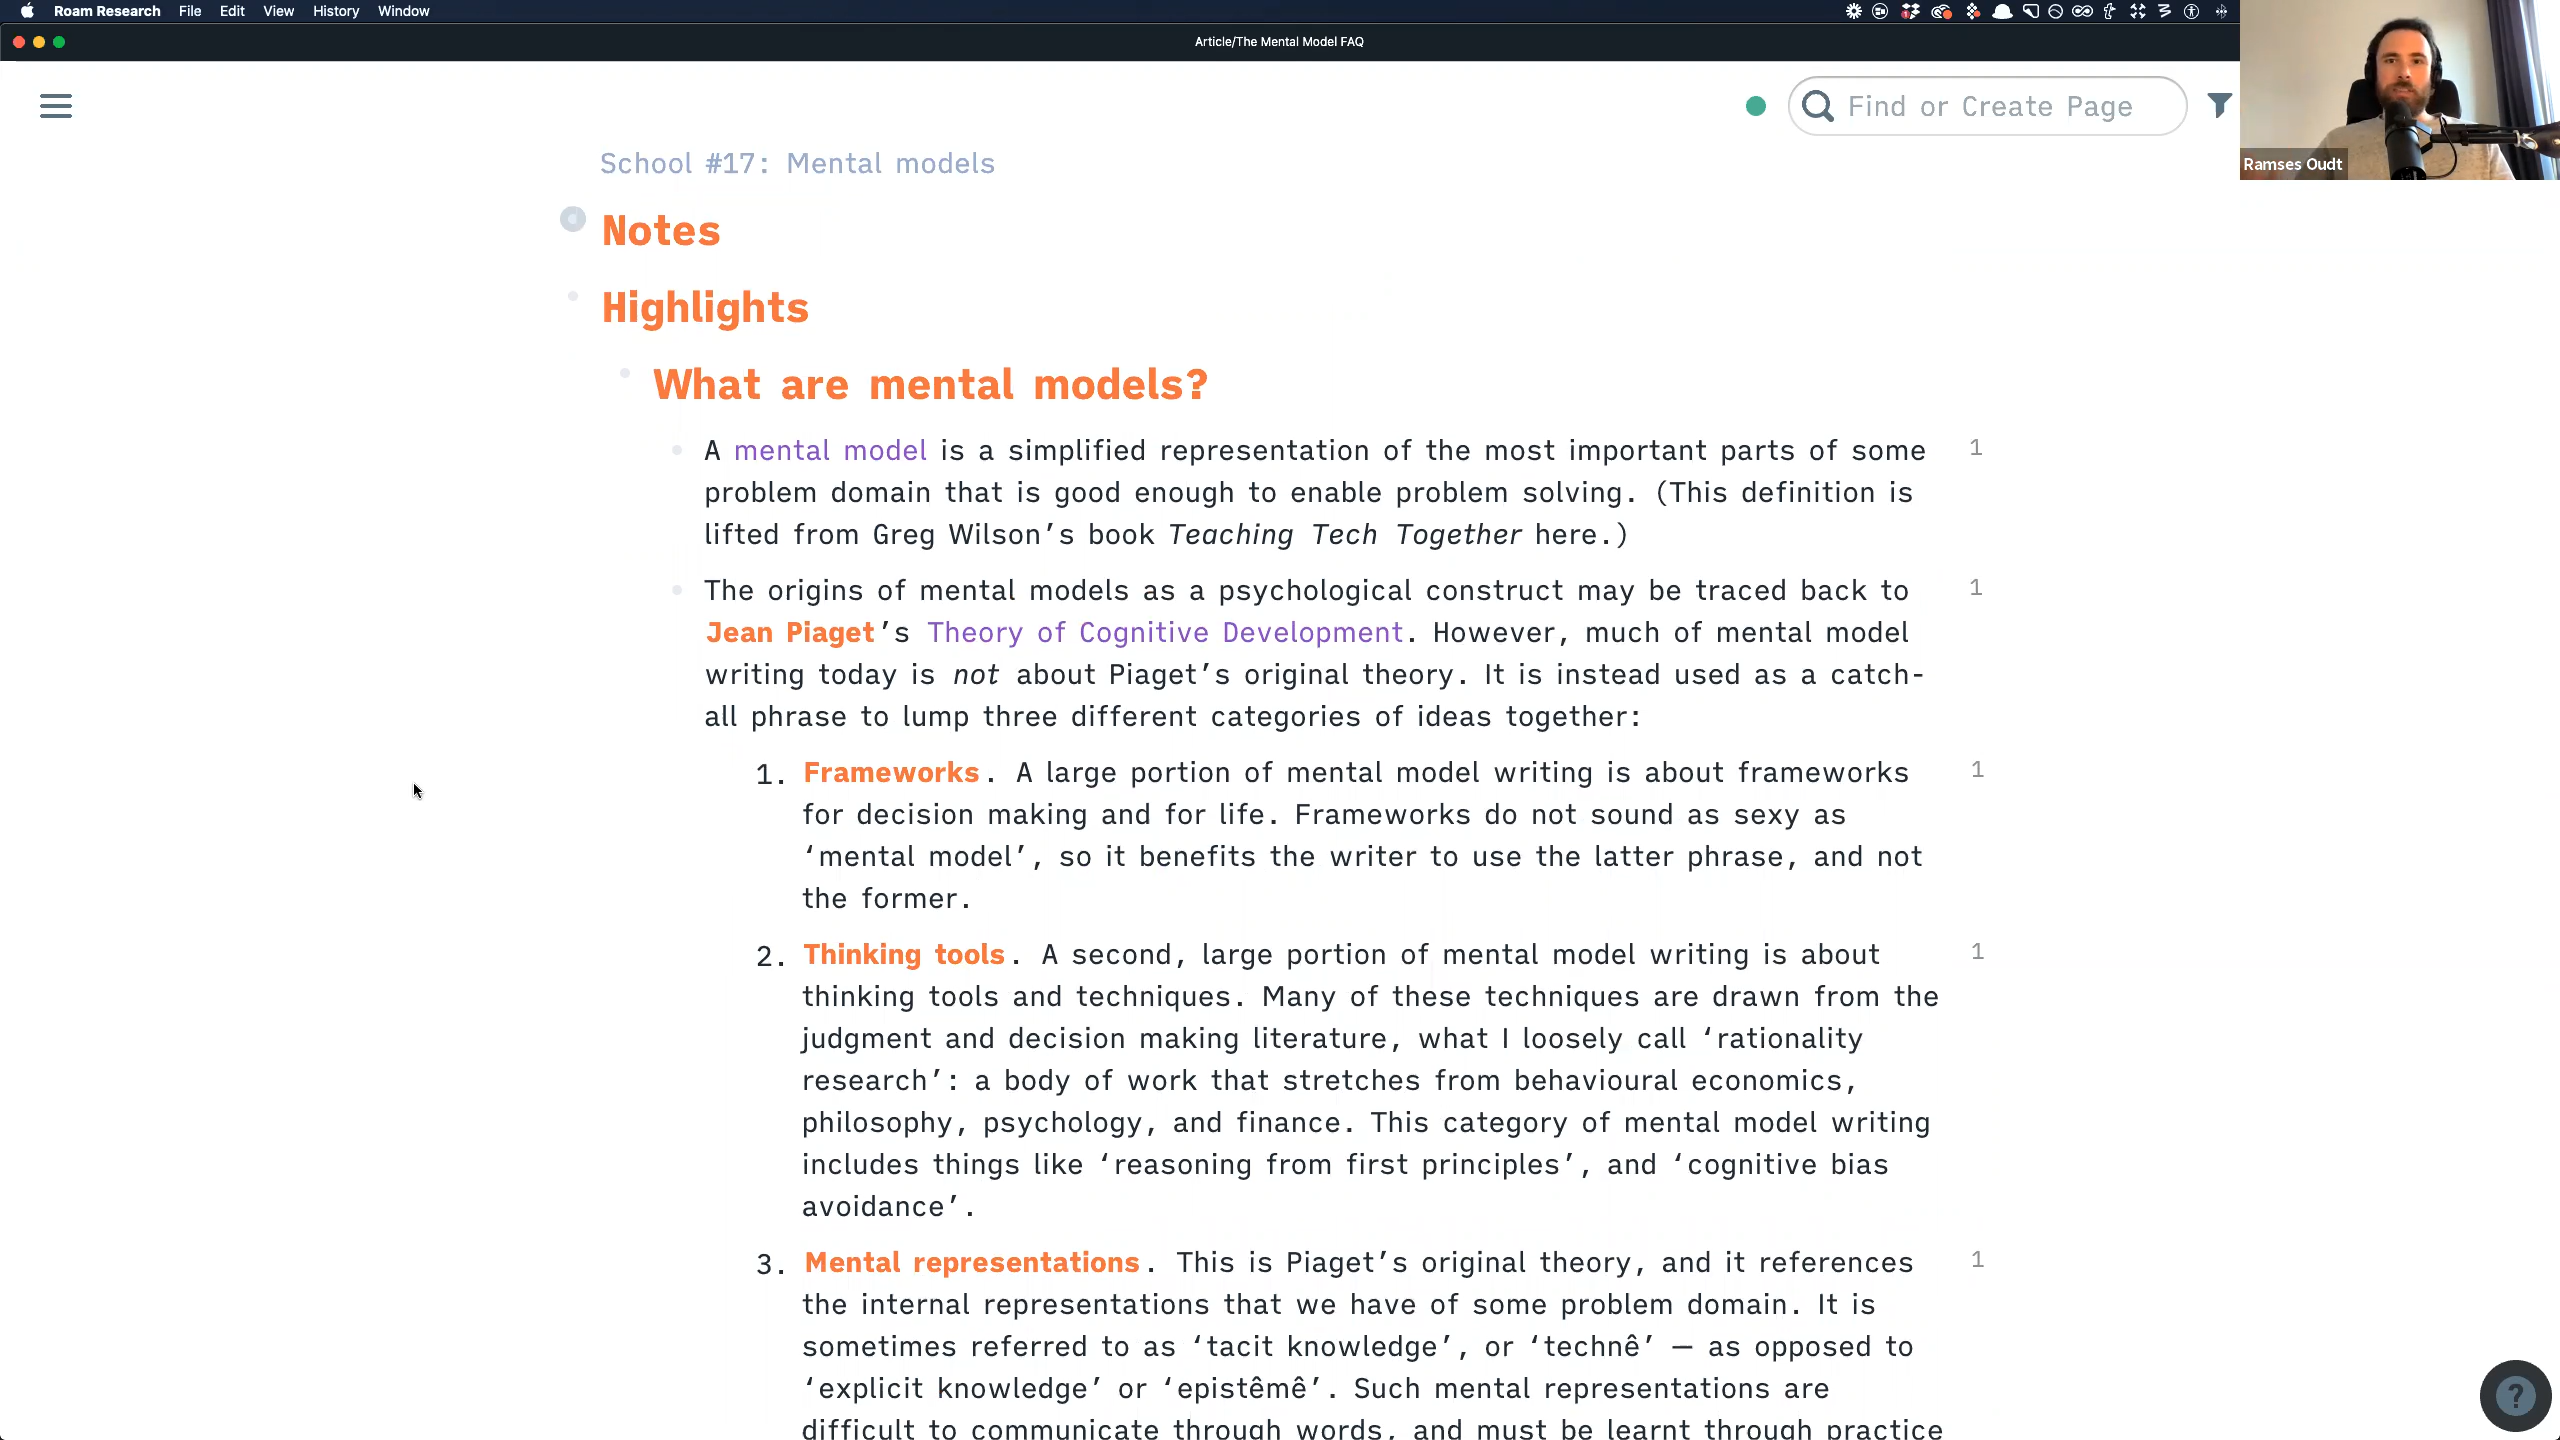 Roam Research File Edit View History Window
Article/The Mental Model FAQ
Find or Create Page
Ramses Oudt
School #17: Mental models
Notes
Highlights
What are mental models?
A mental model is a simplified representation of the most important parts of some 1
problem domain that is good enough to enable problem solving. (This definition is
lifted from Greg Wilson’s book Teaching Tech Together here.)
The origins of mental models as a psychological construct may be traced back to 1
Jean Piaget’s Theory of Cognitive Development. However, much of mental model
writing today is not about Piaget’s original theory. It is instead used as a catch-
all phrase to lump three different categories of ideas together:
1. Frameworks. A large portion of mental model writing is about frameworks 1
for decision making and for life. Frameworks do not sound as sexy as
‘mental model’, so it benefits the writer to use the latter phrase, and not
the former.
2. Thinking tools. A second, large portion of mental model writing is about 1
thinking tools and techniques. Many of these techniques are drawn from the
judgment and decision making literature, what I loosely call ‘rationality
research’: a body of work that stretches from behavioural economics,
philosophy, psychology, and finance. This category of mental model writing
includes things like ‘reasoning from first principles’, and ‘cognitive bias
avoidance’.
3. Mental representations. This is Piaget’s original theory, and it references 1
the internal representations that we have of some problem domain. It is
sometimes referred to as ‘tacit knowledge’, or ‘technê’ — as opposed to
‘explicit knowledge’ or ‘epistêmê’. Such mental representations are
difficult to communicate through words, and must be learnt through practice
?